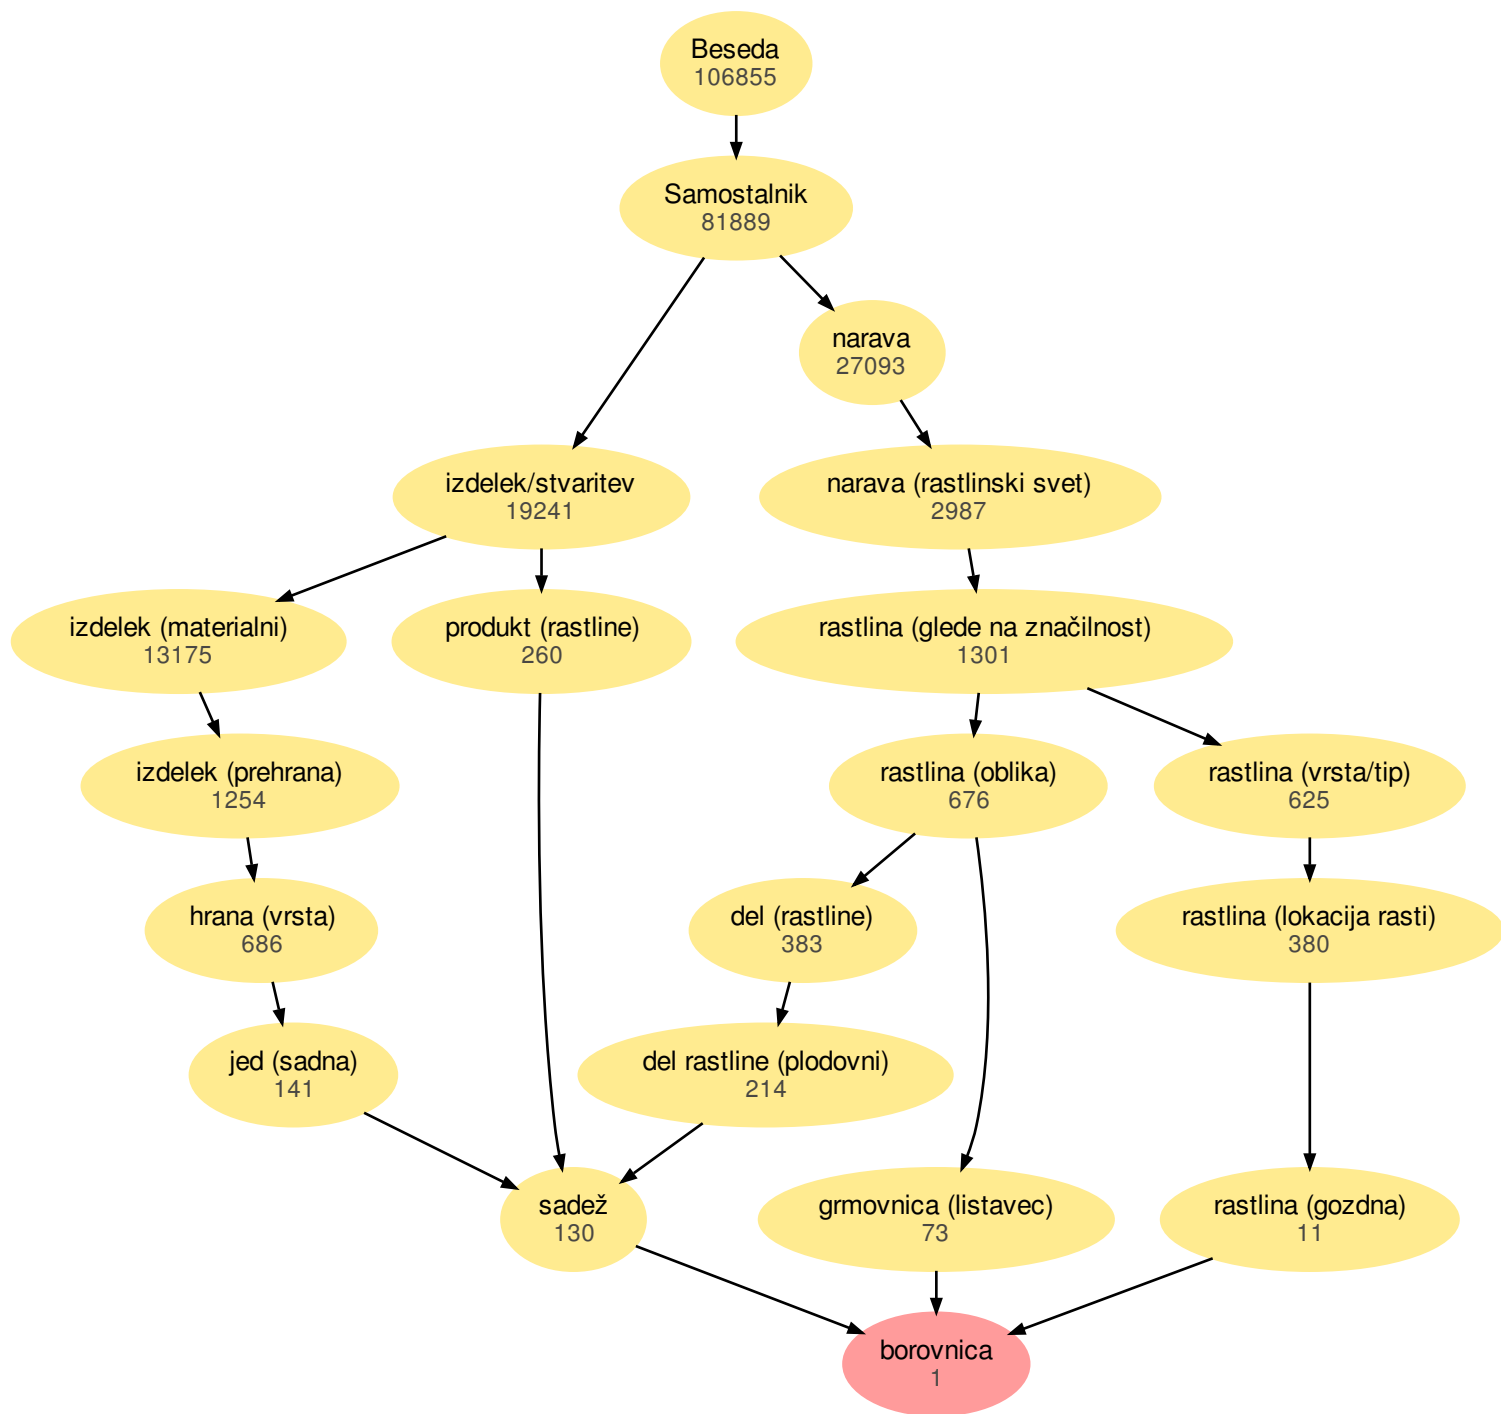 Beseda
106855
Samostalnik
81889
narava
27093
izdelek/stvaritev
19241
narava (rastlinski svet)
2987
izdelek (materialni)
13175
produkt (rastline)
260
rastlina (glede na značilnost)
1301
izdelek (prehrana)
1254
rastlina (oblika)
676
rastlina (vrsta/tip)
625
hrana (vrsta)
686
del (rastline)
383
rastlina (lokacija rasti)
380
jed (sadna)
141
del rastline (plodovni)
214
sadež
130
grmovnica (listavec)
73
rastlina (gozdna)
11
borovnica
1